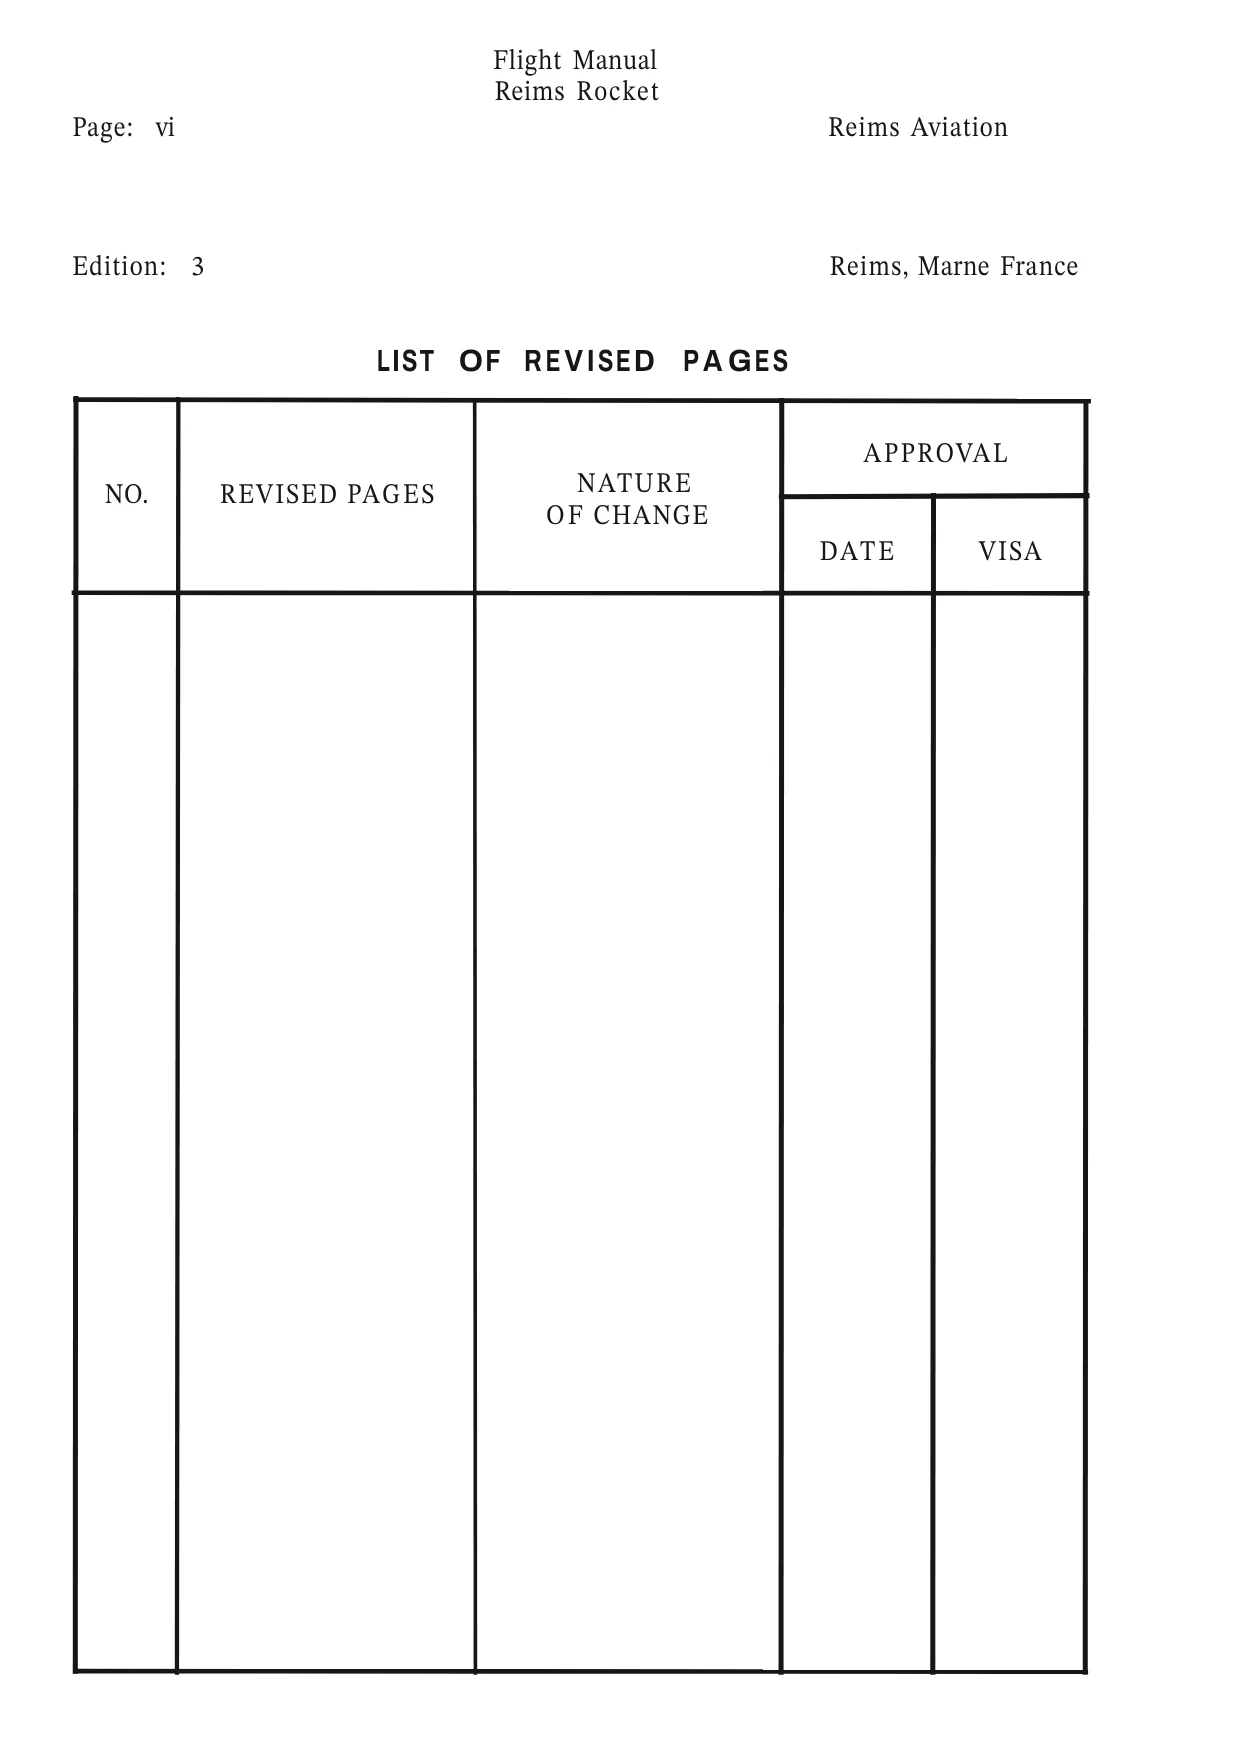 Flight Manual
Reims Rocket
Page: vi
Reims Aviation
Edition: 3
Reims, Marne France
LIST OF REVISED PAGES
NO.
REVISED PAGES
NATURE
OF CHANGE
APPROVAL
DATE
VISA